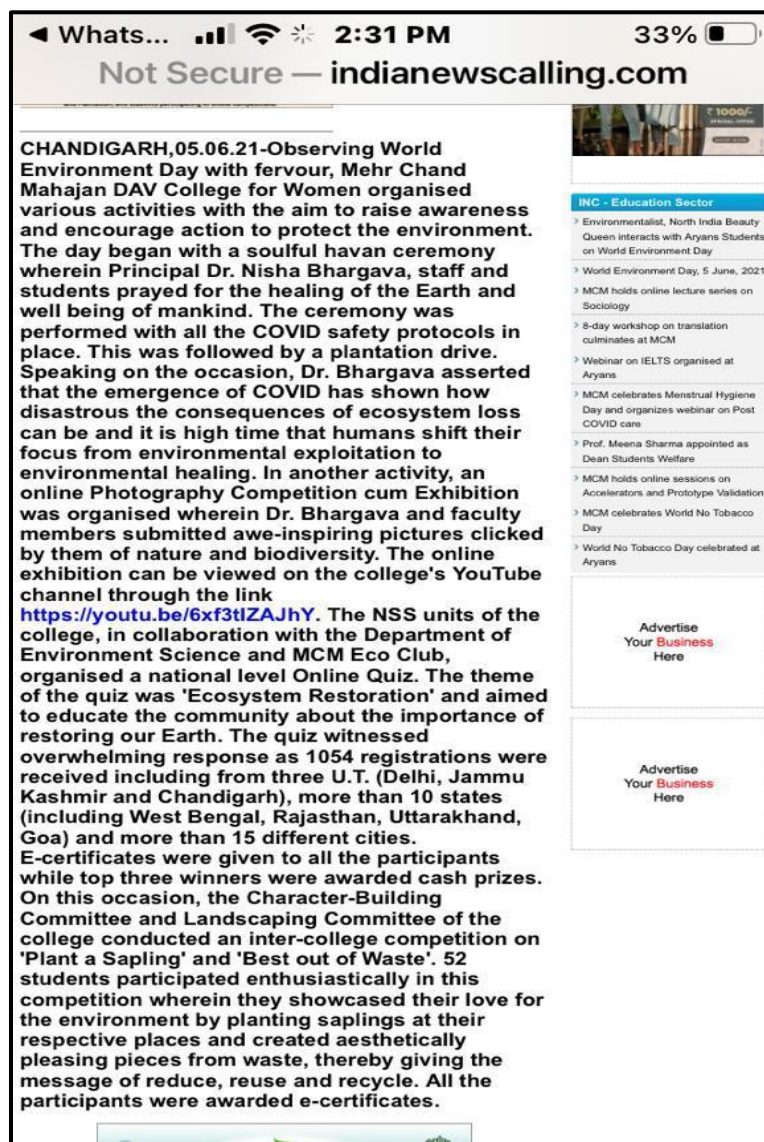 ◀ Whats... 2:31 PM 33%
Not Secure — indianewscalling.com
CHANDIGARH,05.06.21-Observing World
Environment Day with fervour, Mehr Chand
Mahajan DAV College for Women organised
various activities with the aim to raise awareness
and encourage action to protect the environment.
The day began with a soulful havan ceremony
wherein Principal Dr. Nisha Bhargava, staff and
students prayed for the healing of the Earth and
well being of mankind. The ceremony was
performed with all the COVID safety protocols in
place. This was followed by a plantation drive.
Speaking on the occasion, Dr. Bhargava asserted
that the emergence of COVID has shown how
disastrous the consequences of ecosystem loss
can be and it is high time that humans shift their
focus from environmental exploitation to
environmental healing. In another activity, an
online Photography Competition cum Exhibition
was organised wherein Dr. Bhargava and faculty
members submitted awe-inspiring pictures clicked
by them of nature and biodiversity. The online
exhibition can be viewed on the college's YouTube
channel through the link
https://youtu.be/6xf3tIZAJhY. The NSS units of the
college, in collaboration with the Department of
Environment Science and MCM Eco Club,
organised a national level Online Quiz. The theme
of the quiz was 'Ecosystem Restoration' and aimed
to educate the community about the importance of
restoring our Earth. The quiz witnessed
overwhelming response as 1054 registrations were
received including from three U.T. (Delhi, Jammu
Kashmir and Chandigarh), more than 10 states
(including West Bengal, Rajasthan, Uttarakhand,
Goa) and more than 15 different cities.
E-certificates were given to all the participants
while top three winners were awarded cash prizes.
On this occasion, the Character-Building
Committee and Landscaping Committee of the
college conducted an inter-college competition on
'Plant a Sapling' and 'Best out of Waste'. 52
students participated enthusiastically in this
competition wherein they showcased their love for
the environment by planting saplings at their
respective places and created aesthetically
pleasing pieces from waste, thereby giving the
message of reduce, reuse and recycle. All the
participants were awarded e-certificates.
₹ 1000/-
SPECIAL OFFER
INC - Education Sector
Environmentalist, North India Beauty
Queen interacts with Aryans Students
on World Environment Day
World Environment Day, 5 June, 2021
MCM holds online lecture series on
Sociology
8-day workshop on translation
culminates at MCM
Webinar on IELTS organised at
Aryans
MCM celebrates Menstrual Hygiene
Day and organizes webinar on Post
COVID care
Prof. Meena Sharma appointed as
Dean Students Welfare
MCM holds online sessions on
Accelerators and Prototype Validation
MCM celebrates World No Tobacco
Day
World No Tobacco Day celebrated at
Aryans
Advertise
Your Business
Here
Advertise
Your Business
Here